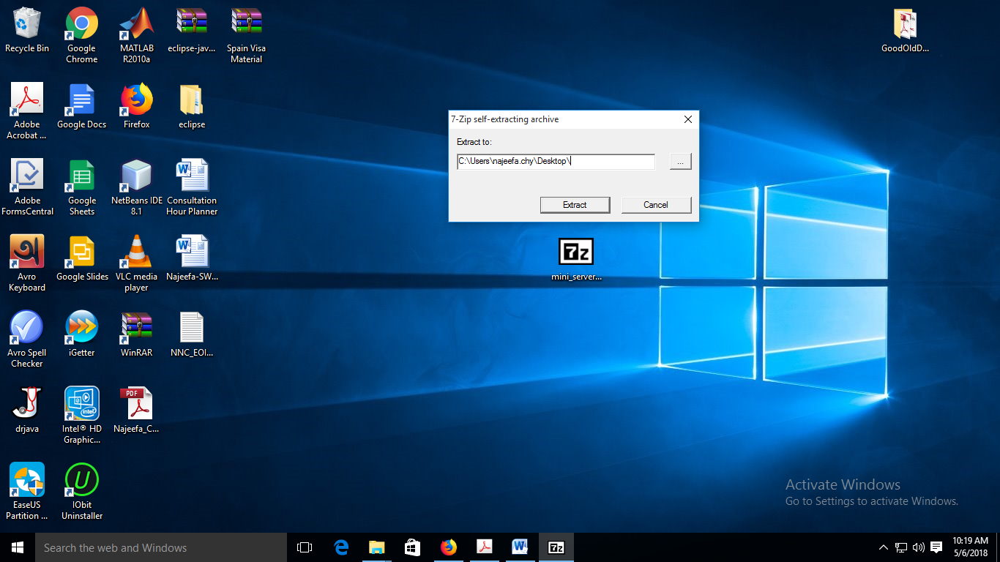 Recycle Bin
Google
Chrome
MATLAB
R2010a
eclipse-jav...
Spain Visa
Material
GoodOldD...
Adobe
Acrobat ...
Google Docs
Firefox
eclipse
7-Zip self-extracting archive
Extract to:
C:\Users\najeefa.chy\Desktop\
...
Extract
Cancel
Adobe
FormsCentral
Google
Sheets
NetBeans IDE
8.1
Consultation
Hour Planner
7z
mini_server...
Avro
Keyboard
Google Slides
VLC media
player
Najeefa-SW...
Avro Spell
Checker
iGetter
WinRAR
NNC_EOI...
drjava
intel
Intel® HD
Graphic...
PDF
Najeefa_C...
EaseUS
Partition ...
IObit
Uninstaller
Activate Windows
Go to Settings to activate Windows.
Search the web and Windows
7z
10:19 AM
5/6/2018